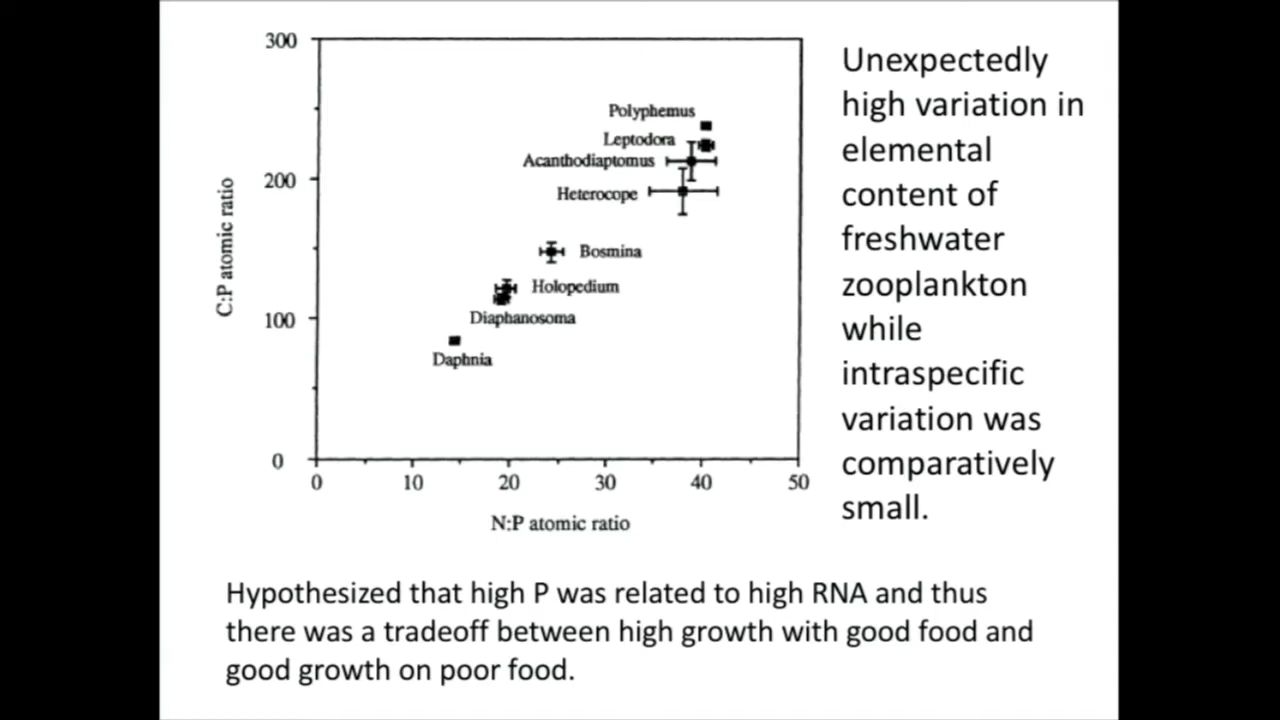 300
Polyphemus
Leptodora
Acanthodiaptomus
200
Heterocope
Bosmina
Holopedium
100
Diaphanosoma
Daphnia
0
0 10 20 30 40 50
N:P atomic ratio
C:P atomic ratio
Unexpectedly
high variation in
elemental
content of
freshwater
zooplankton
while
intraspecific
variation was
comparatively
small.
Hypothesized that high P was related to high RNA and thus
there was a tradeoff between high growth with good food and
good growth on poor food.